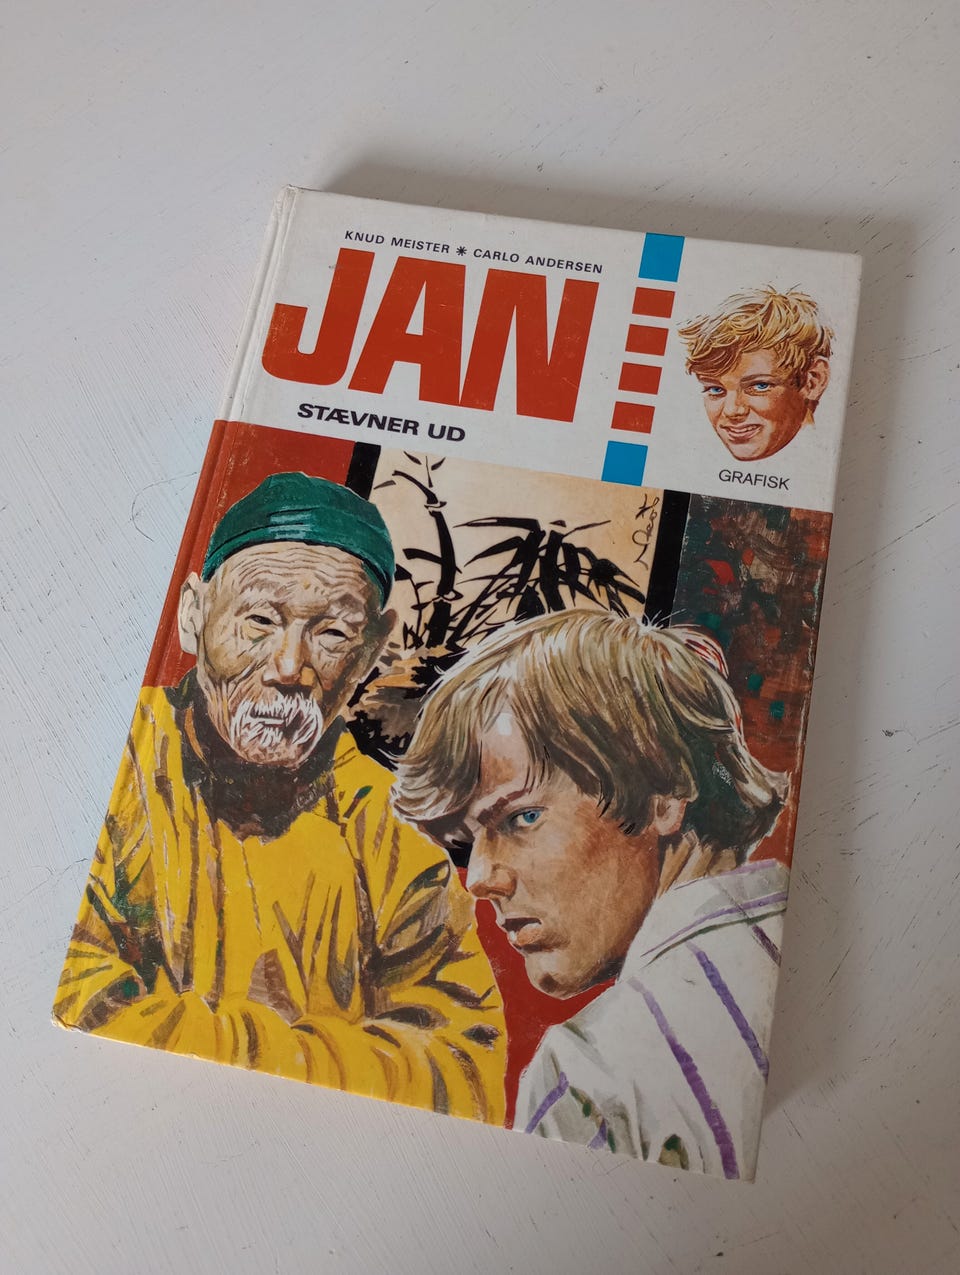 KNUD MEISTER ✳ CARLO ANDERSEN
JAN
STÆVNER UD
GRAFISK